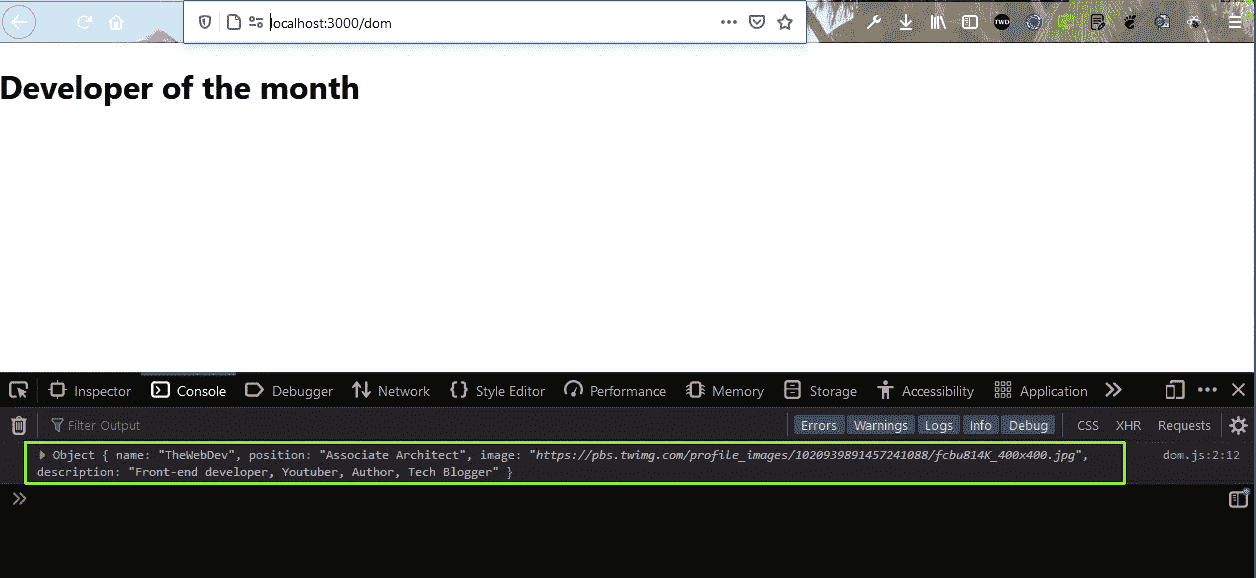 localhost:3000/dom
TWD
Developer of the month
Inspector Console Debugger Network Style Editor Performance Memory Storage Accessibility Application
Filter Output Errors Warnings Logs Info Debug CSS XHR Requests
Object { name: "TheWebDev", position: "Associate Architect", image: "https://pbs.twimg.com/profile_images/1020939891457241088/fcbu814K_400x400.jpg", dom.js:2:12
description: "Front-end developer, Youtuber, Author, Tech Blogger" }